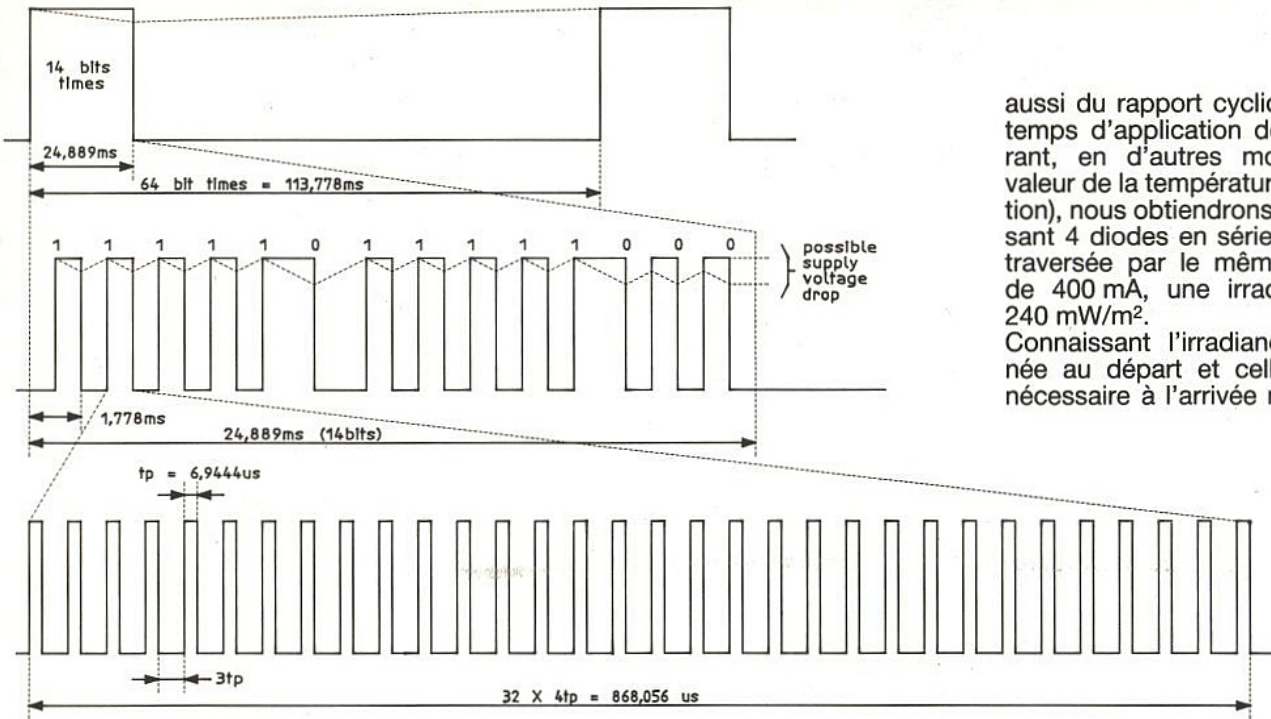 14 bits
times
24,889ms
64 bit times = 113,778ms
1 1 1 1 1 0 1 1 1 1 1 0 0 0
possible
supply
voltage
drop
1,778ms
24,889ms (14bits)
tp = 6,9444us
3tp
32 X 4tp = 868,056 us
aussi du rapport cycli
temps d'application d
rant, en d'autres mo
valeur de la températur
tion), nous obtiendrons
sant 4 diodes en série
traversée par le mêm
de 400 mA, une irrad
240 mW/m².
Connaissant l'irradian
née au départ et cell
nécessaire à l'arrivée